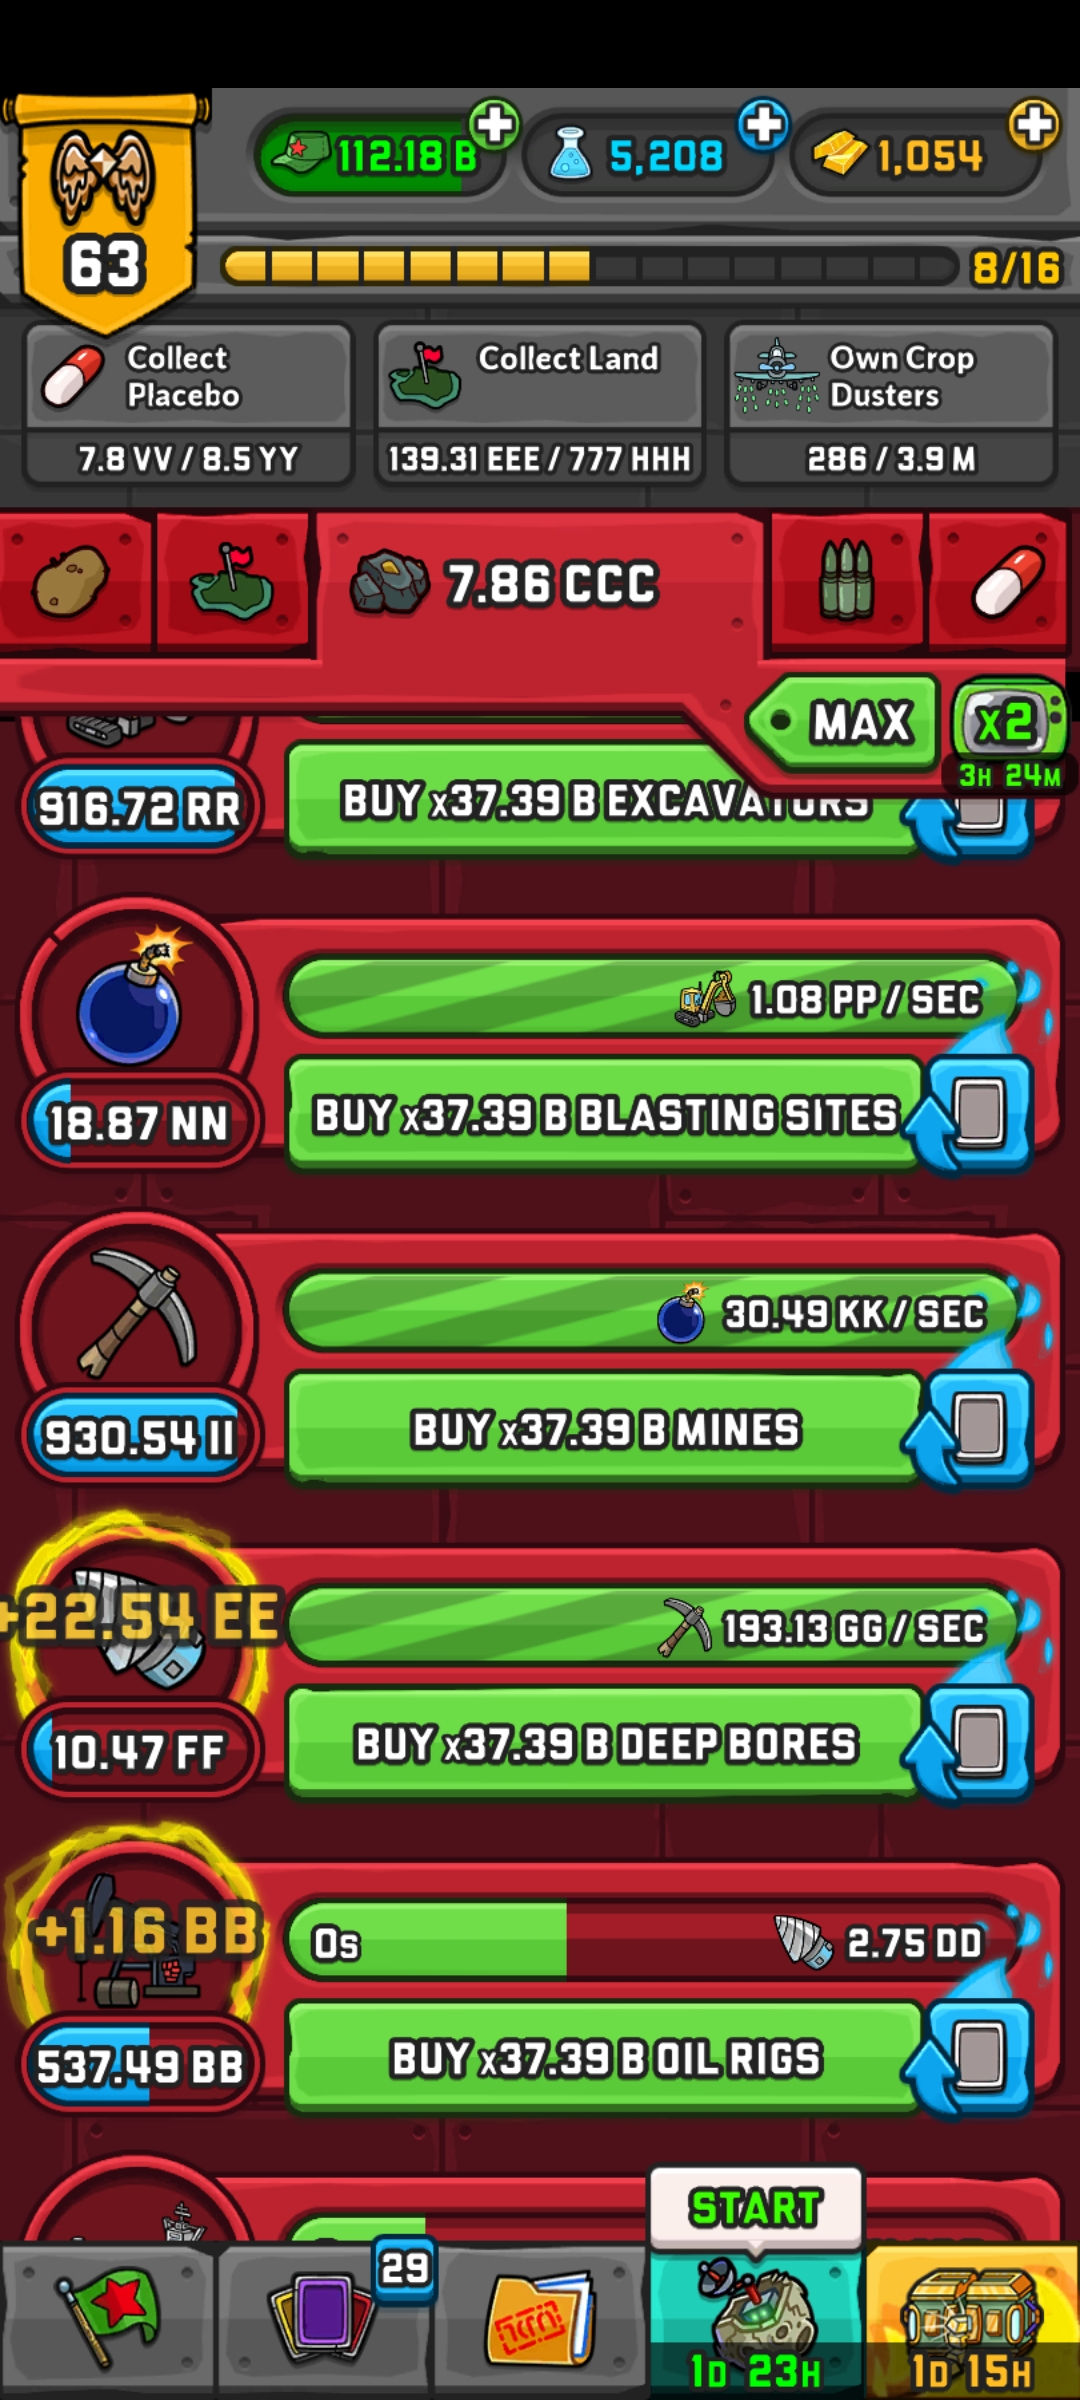 112.18 B
5,208
1,054
63
8/16
Collect
Placebo
7.8 VV / 8.5 YY
Collect Land
139.31 EEE / 777 HHH
Own Crop
Dusters
286 / 3.9 M
7.86 CCC
MAX
x2
3H 24M
916.72 RR
BUY x37.39 B EXCAVATORS
1.08 PP / SEC
18.87 NN
BUY x37.39 B BLASTING SITES
30.49 KK / SEC
930.54 II
BUY x37.39 B MINES
+22.54 EE
193.13 GG / SEC
10.47 FF
BUY x37.39 B DEEP BORES
+1.16 BB
0s
2.75 DD
537.49 BB
BUY x37.39 B OIL RIGS
START
29
1D 23H
1D 15H